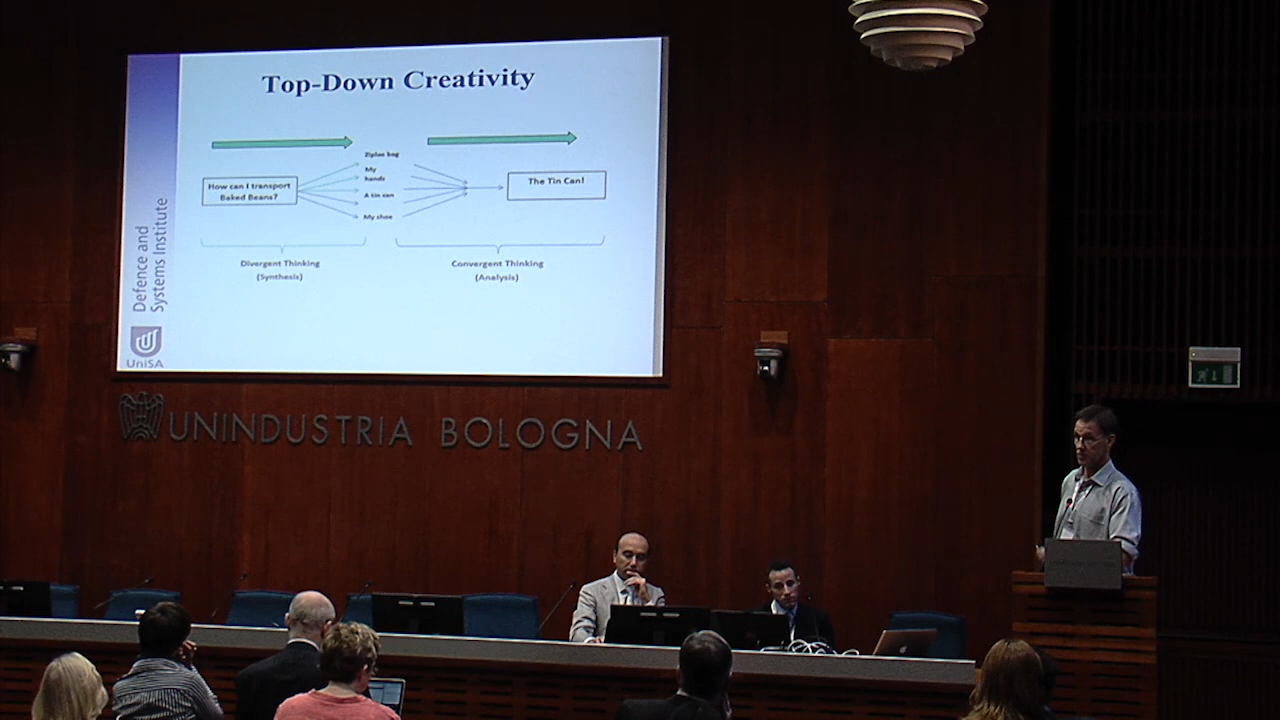 Top-Down Creativity
How can I transport
Baked Beans?
Ziploc bag
My
hands
A tin can
My shoe
The Tin Can!
Divergent Thinking
(Synthesis)
Convergent Thinking
(Analysis)
Defence and
Systems Institute
UniSA
UNINDUSTRIA BOLOGNA